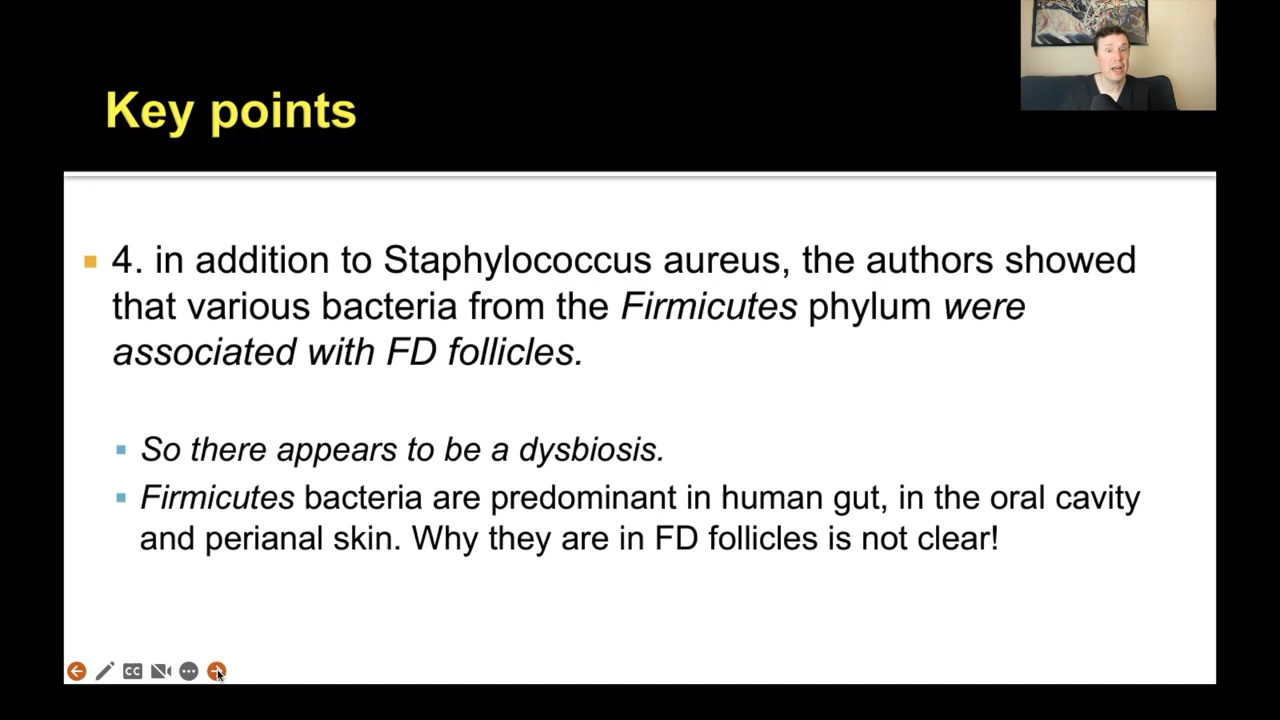 Key points
4. in addition to Staphylococcus aureus, the authors showed
that various bacteria from the Firmicutes phylum were
associated with FD follicles.
So there appears to be a dysbiosis.
Firmicutes bacteria are predominant in human gut, in the oral cavity
and perianal skin. Why they are in FD follicles is not clear!
CC